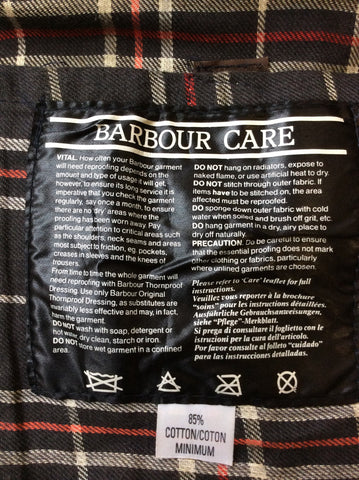 BARBOUR CARE
VITAL. How often your Barbour garment
will need reproofing depends on the
amount and type of usage it will get,
however, to ensure its long service it is
imperative that you check the garment
regularly, say once a month, to ensure
there are no 'dry' areas where the
proofing has been worn away. Pay
particular attention to critical areas such
as the shoulders, neck seams and areas
most subject to friction, eg. pockets,
creases in sleeves and the knees of
trousers.
From time to time the whole garment will
need reproofing with Barbour Thornproof
Dressing. Use only Barbour Original
Thornproof Dressing, as substitutes are
invariably less effective and may, in fact,
harm the garment.
DO NOT wash with soap, detergent or
hot water, dry clean, starch or iron.
DO NOT store wet garment in a confined
area.
DO NOT hang on radiators, expose to
naked flame, or use artificial heat to dry.
DO NOT stitch through outer fabric. If
items have to be stitched on, the area
affected must be reproofed.
DO sponge down outer fabric with cold
water when soiled and brush off grit, etc.
DO hang garment in a dry, airy place to
dry off naturally.
PRECAUTION. Do be careful to ensure
that the essential proofing does not mark
other clothing or fabrics, particularly
where unlined garments are chosen.
Please refer to 'Care' leaflet for full
instructions.
Veuillez vous reporter à la brochure
"soins" pour les instructions détaillées.
Ausführliche Gebrauchsanweisungen,
siehe "Pflege"-Merkblatt.
Si prega di consultare il foglietto con le
istruzioni per la cura dell'articolo.
Por favor consulte al folleto "cuidado"
para las instrucciones detalladas.
85%
COTTON/COTON
MINIMUM